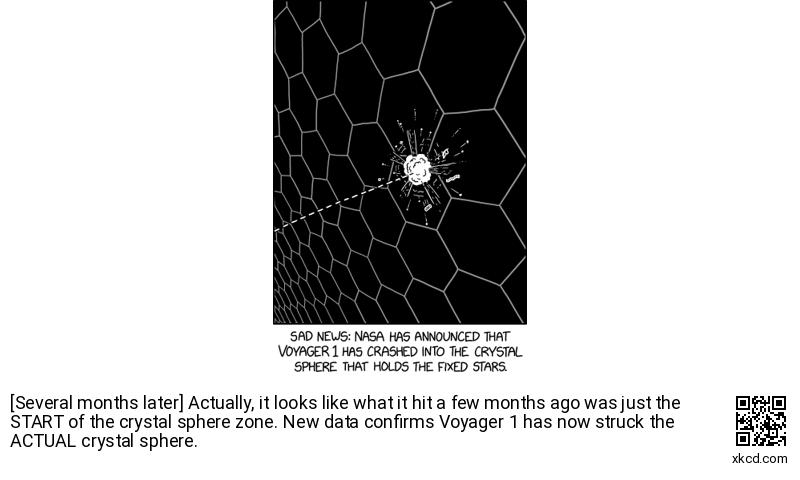 SAD NEWS: NASA HAS ANNOUNCED THAT
VOYAGER 1 HAS CRASHED INTO THE CRYSTAL
SPHERE THAT HOLDS THE FIXED STARS.
[Several months later] Actually, it looks like what it hit a few months ago was just the
START of the crystal sphere zone. New data confirms Voyager 1 has now struck the
ACTUAL crystal sphere.
xkcd.com